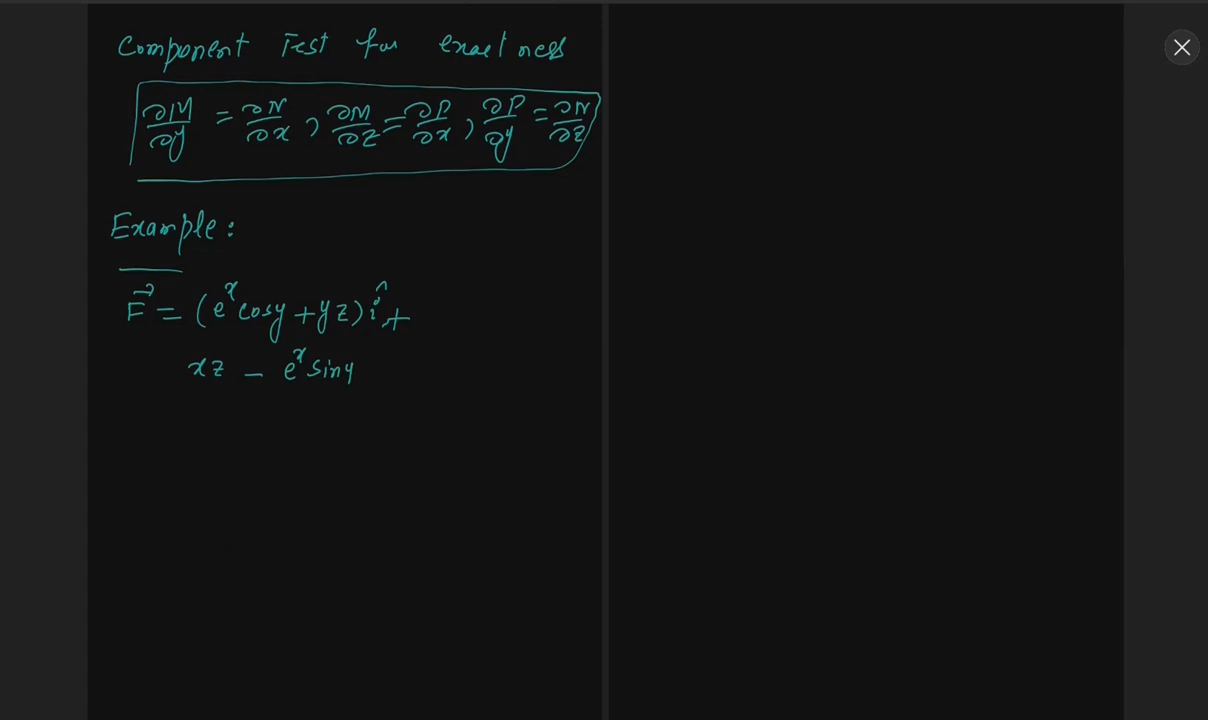 Component Test for exactness
∂M/∂y = ∂N/∂x, ∂M/∂z = ∂P/∂x, ∂P/∂y = ∂N/∂z
Example:
F⃗ = (e^x cosy + yz) î +
xz - e^x siny